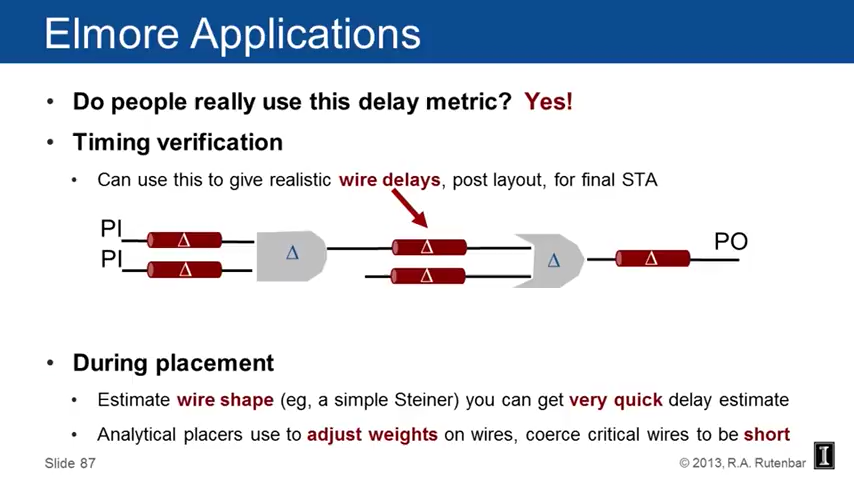 Elmore Applications
• Do people really use this delay metric? Yes!
• Timing verification
• Can use this to give realistic wire delays, post layout, for final STA
PI Δ Δ Δ Δ Δ PO
PI Δ Δ
• During placement
• Estimate wire shape (eg, a simple Steiner) you can get very quick delay estimate
• Analytical placers use to adjust weights on wires, coerce critical wires to be short
Slide 87
© 2013, R.A. Rutenbar
I